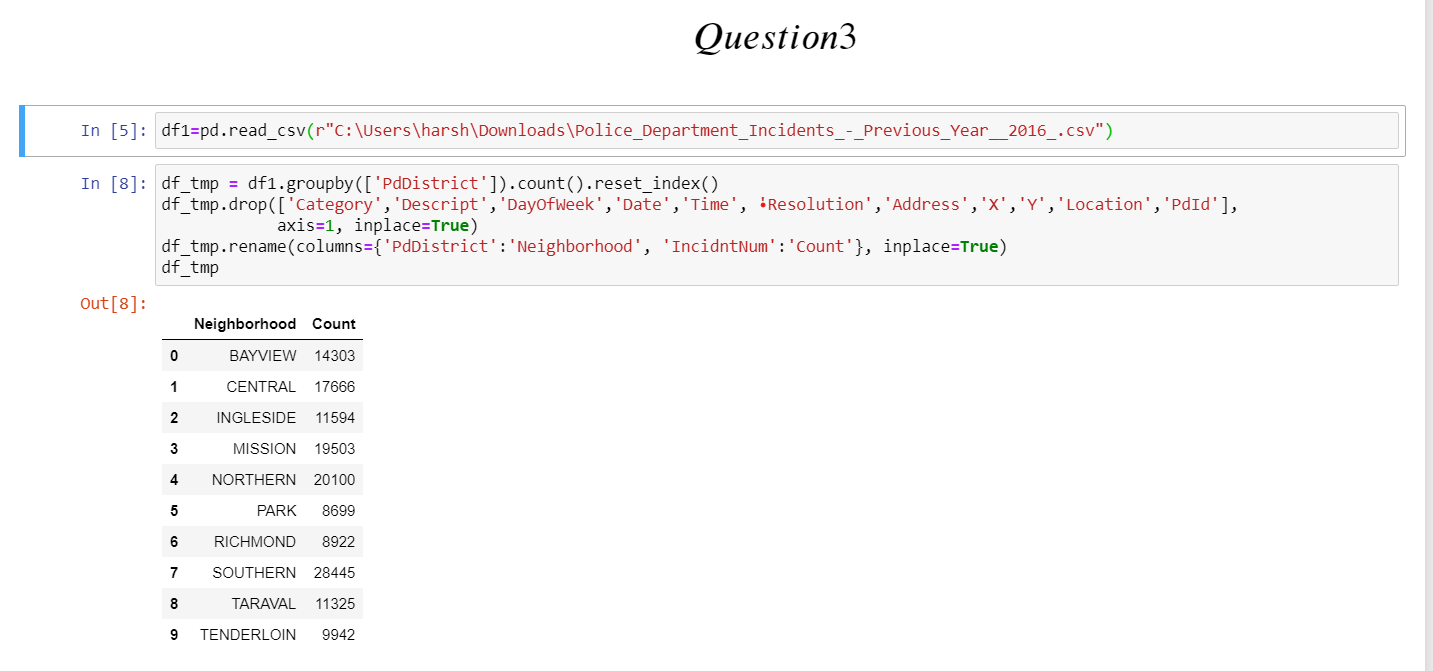 Question3
In [5]: df1=pd.read_csv(r"C:\Users\harsh\Downloads\Police_Department_Incidents_-_Previous_Year__2016_.csv")
In [8]: df_tmp = df1.groupby(['PdDistrict']).count().reset_index()
df_tmp.drop(['Category','Descript','DayOfWeek','Date','Time', 'Resolution','Address','X','Y','Location','PdId'],
axis=1, inplace=True)
df_tmp.rename(columns={'PdDistrict':'Neighborhood', 'IncidntNum':'Count'}, inplace=True)
df_tmp
Out[8]:
Neighborhood Count
0 BAYVIEW 14303
1 CENTRAL 17666
2 INGLESIDE 11594
3 MISSION 19503
4 NORTHERN 20100
5 PARK 8699
6 RICHMOND 8922
7 SOUTHERN 28445
8 TARAVAL 11325
9 TENDERLOIN 9942